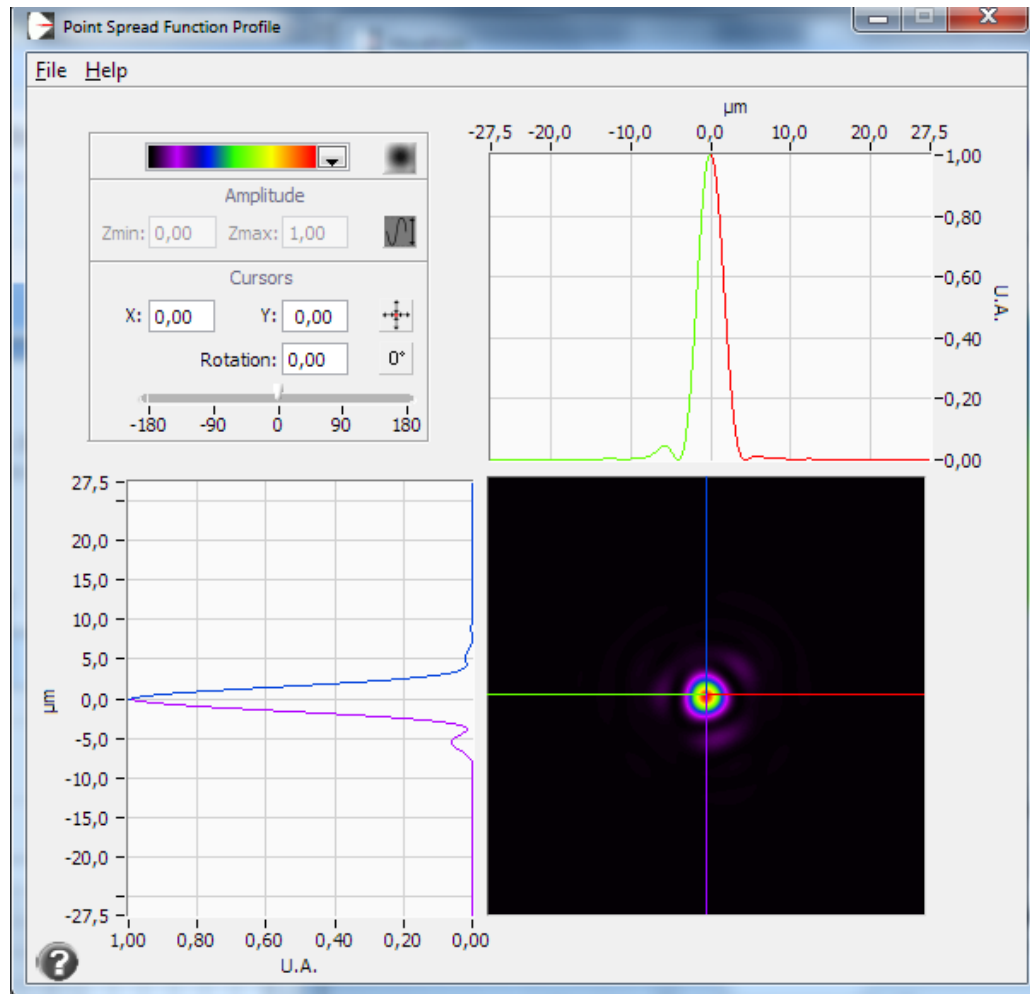 Point Spread Function Profile
File Help
µm
-27,5 -20,0 -10,0 0,0 10,0 20,0 27,5
Amplitude
Zmin: 0,00 Zmax: 1,00
Cursors
X: 0,00 Y: 0,00
Rotation: 0,00 0°
-180 -90 0 90 180
1,00
0,80
0,60
0,40
0,20
0,00
U.A.
27,5
20,0
15,0
10,0
5,0
0,0
-5,0
-10,0
-15,0
-20,0
-27,5
µm
1,00 0,80 0,60 0,40 0,20 0,00
U.A.
?